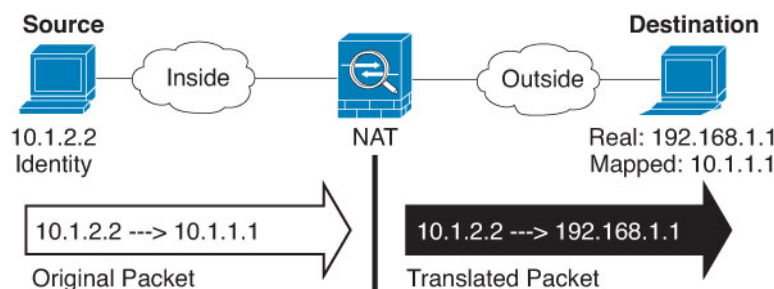 Source
Destination
Inside
Outside
10.1.2.2
Identity
NAT
Real: 192.168.1.1
Mapped: 10.1.1.1
10.1.2.2 ---> 10.1.1.1
10.1.2.2 ---> 192.168.1.1
Original Packet
Translated Packet